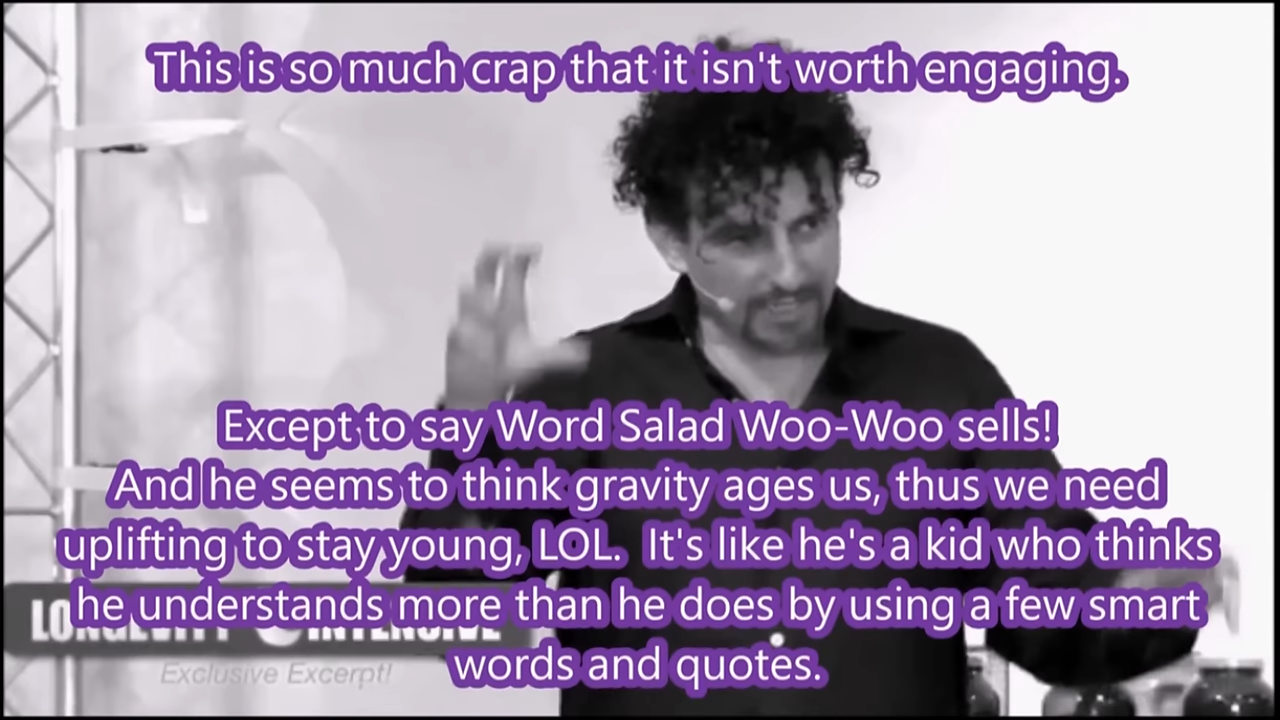 This is so much crap that it isn't worth engaging.
Except to say Word Salad Woo-Woo sells!
And he seems to think gravity ages us, thus we need
uplifting to stay young, LOL.  It's like he's a kid who thinks
he understands more than he does by using a few smart
words and quotes.
LONGEVITY INTENSIVE
Exclusive Excerpt!